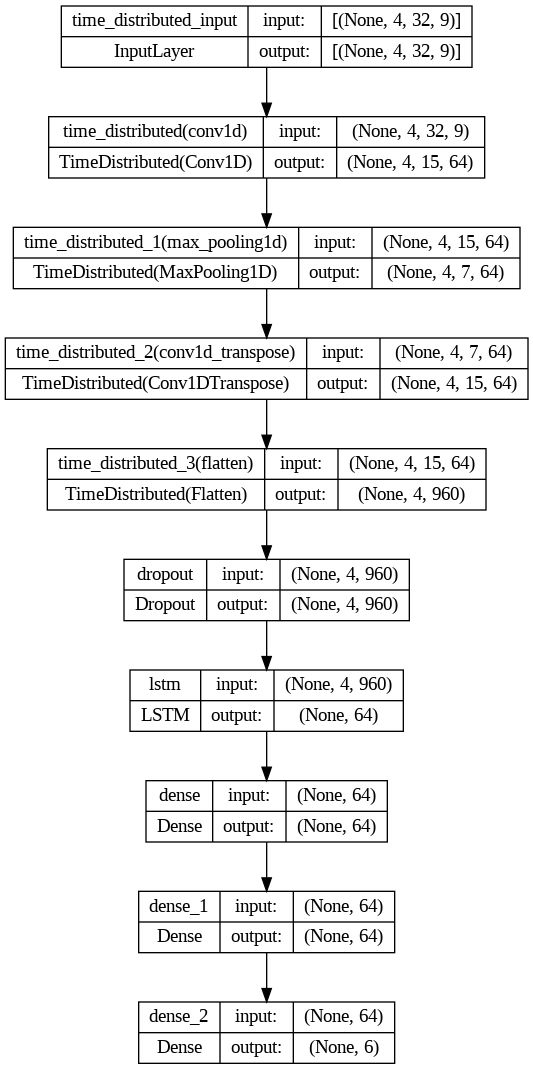 time_distributed_input input: [(None, 4, 32, 9)]
InputLayer output: [(None, 4, 32, 9)]
time_distributed(conv1d) input: (None, 4, 32, 9)
TimeDistributed(Conv1D) output: (None, 4, 15, 64)
time_distributed_1(max_pooling1d) input: (None, 4, 15, 64)
TimeDistributed(MaxPooling1D) output: (None, 4, 7, 64)
time_distributed_2(conv1d_transpose) input: (None, 4, 7, 64)
TimeDistributed(Conv1DTranspose) output: (None, 4, 15, 64)
time_distributed_3(flatten) input: (None, 4, 15, 64)
TimeDistributed(Flatten) output: (None, 4, 960)
dropout input: (None, 4, 960)
Dropout output: (None, 4, 960)
lstm input: (None, 4, 960)
LSTM output: (None, 64)
dense input: (None, 64)
Dense output: (None, 64)
dense_1 input: (None, 64)
Dense output: (None, 64)
dense_2 input: (None, 64)
Dense output: (None, 6)